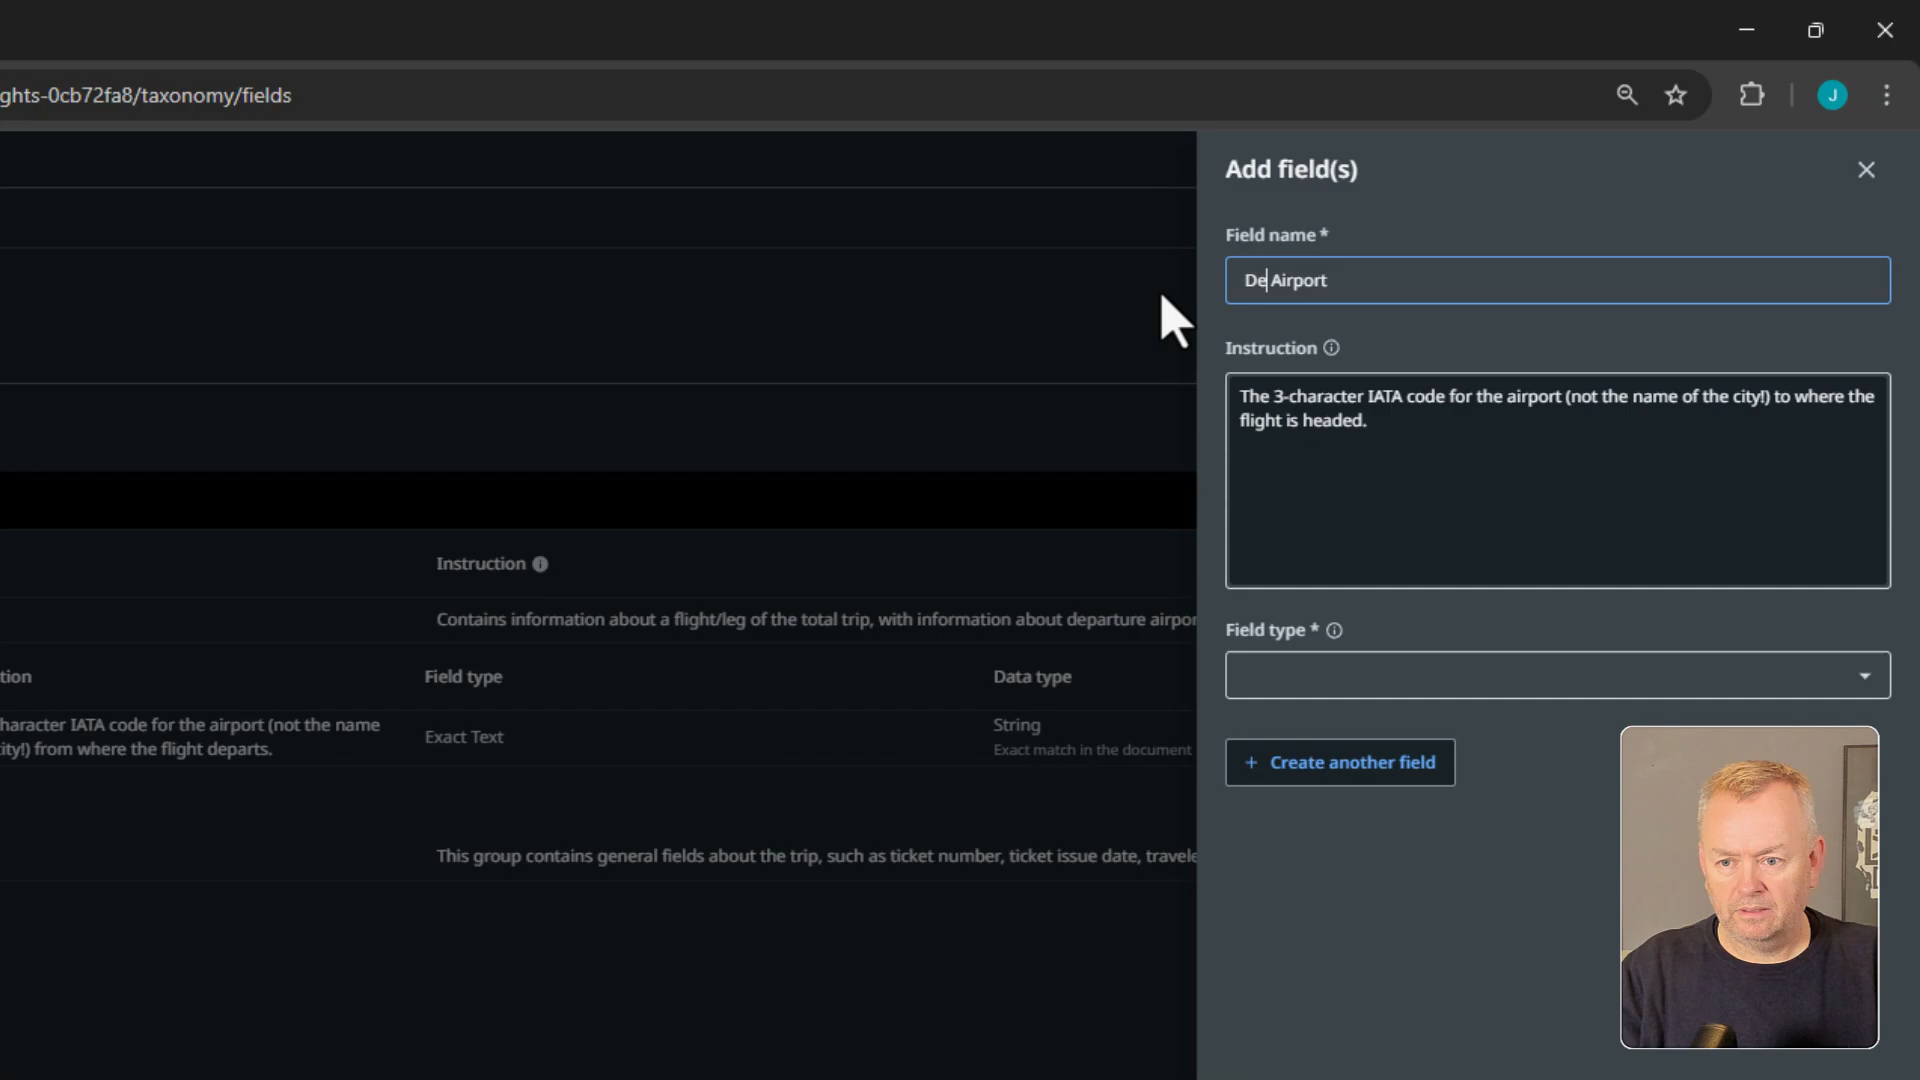 ghts-0cb72fa8/taxonomy/fields
J
Add field(s)
Field name *
De Airport
Instruction
The 3-character IATA code for the airport (not the name of the city!) to where the
flight is headed.
Field type *
+ Create another field
Instruction
Contains information about a flight/leg of the total trip, with information about departure airpor
tion
Field type
Data type
haracter IATA code for the airport (not the name
ity!) from where the flight departs.
Exact Text
String
Exact match in the document
This group contains general fields about the trip, such as ticket number, ticket issue date, travele